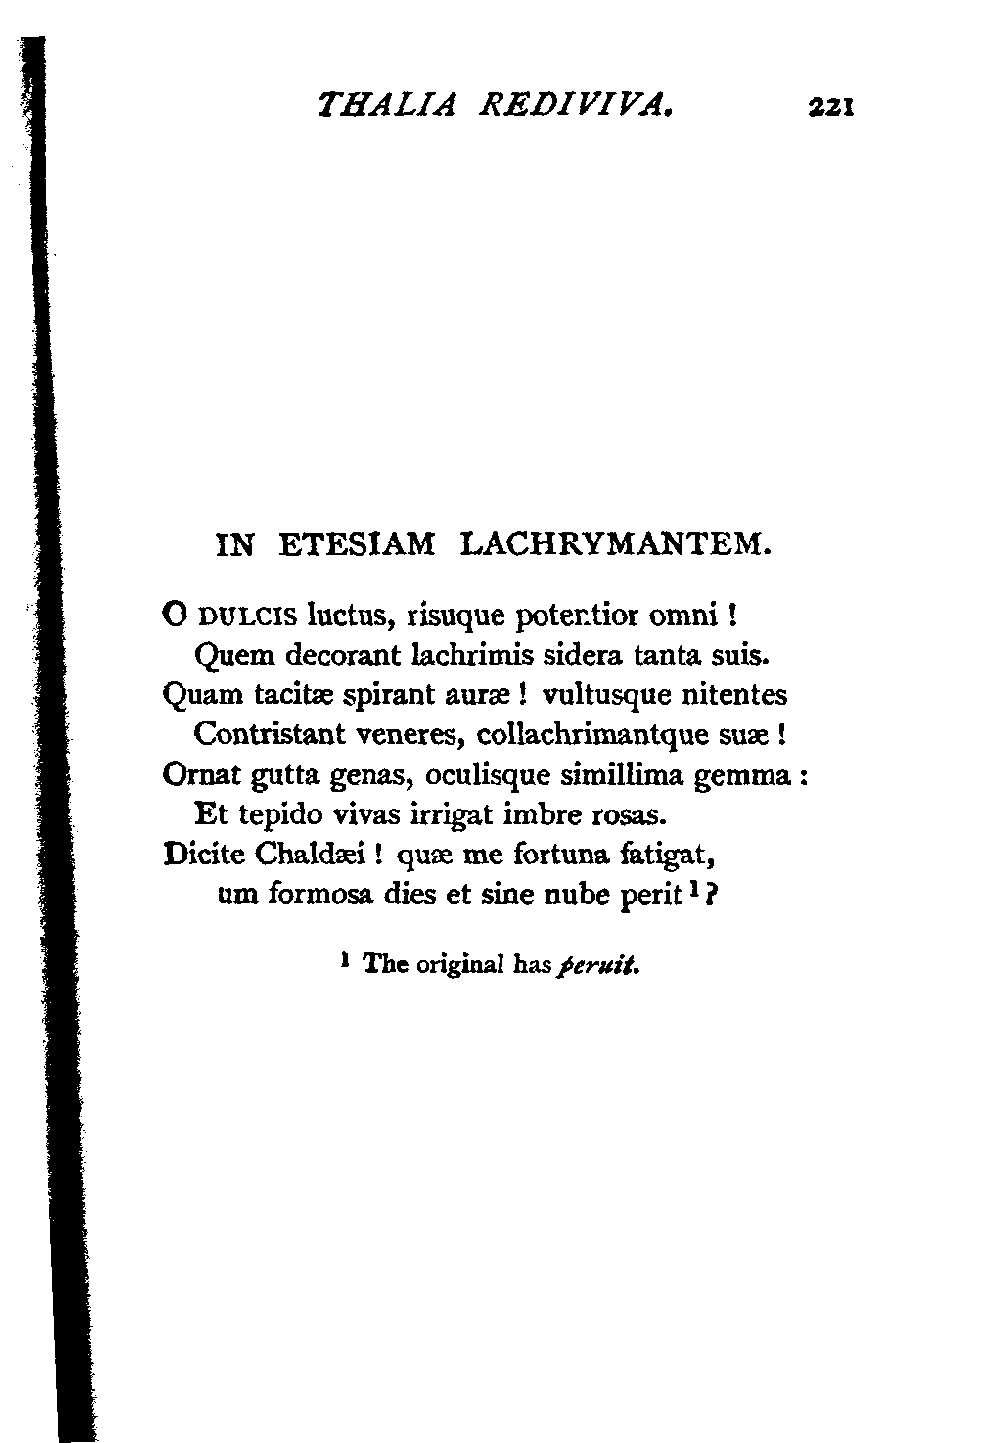 THALIA REDIVIVA. 221
IN ETESIAM LACHRYMANTEM.
O DULCIS luctus, risuque potentior omni !
Quem decorant lachrimis sidera tanta suis.
Quam tacitæ spirant auræ ! vultusque nitentes
Contristant veneres, collachrimantque suæ !
Ornat gutta genas, oculisque simillima gemma :
Et tepido vivas irrigat imbre rosas.
Dicite Chaldæi ! quæ me fortuna fatigat,
um formosa dies et sine nube perit ¹ ?
¹ The original has peruit.